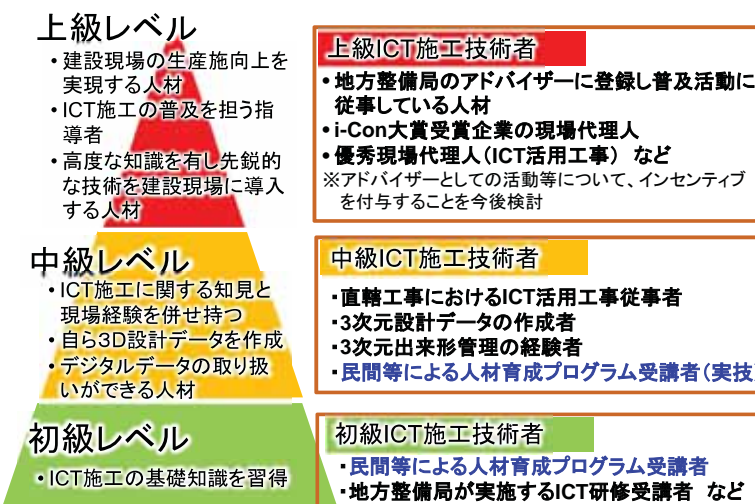 上級レベル
・建設現場の生産施向上を
実現する人材
・ICT施工の普及を担う指
導者
・高度な知識を有し先鋭的
な技術を建設現場に導入
する人材
上級ICT施工技術者
・地方整備局のアドバイザーに登録し普及活動に
従事している人材
・i-Con大賞受賞企業の現場代理人
・優秀現場代理人（ICT活用工事） など
※アドバイザーとしての活動等について、インセンティブ
を付与することを今後検討
中級レベル
・ICT施工に関する知見と
現場経験を併せ持つ
・自ら3D設計データを作成
・デジタルデータの取り扱
いができる人材
中級ICT施工技術者
・直轄工事におけるICT活用工事従事者
・3次元設計データの作成者
・3次元出来形管理の経験者
・民間等による人材育成プログラム受講者（実技）
初級レベル
・ICT施工の基礎知識を習得
初級ICT施工技術者
・民間等による人材育成プログラム受講者
・地方整備局が実施するICT研修受講者 など